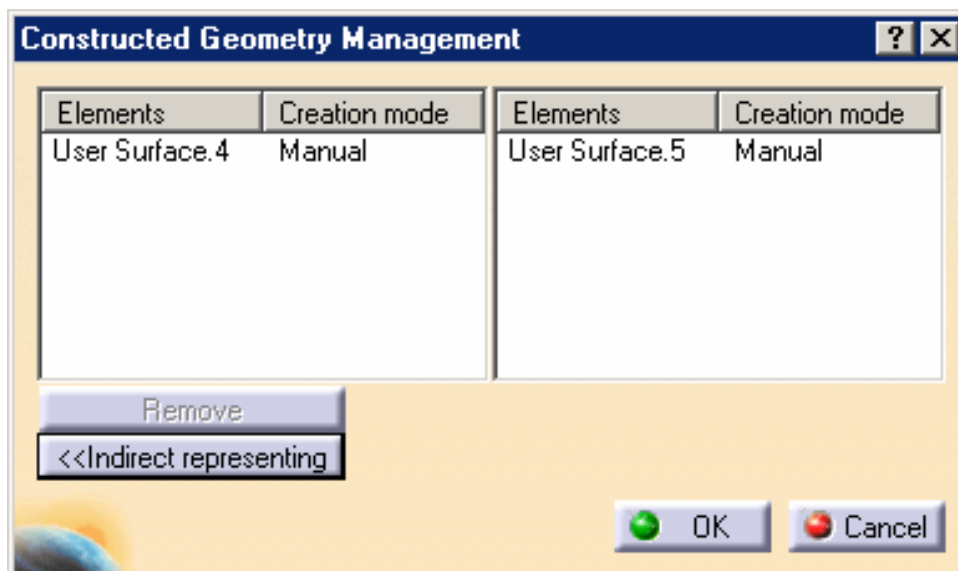 Constructed Geometry Management ? X
Elements Creation mode Elements Creation mode
User Surface.4 Manual User Surface.5 Manual
Remove
<<Indirect representing
OK Cancel